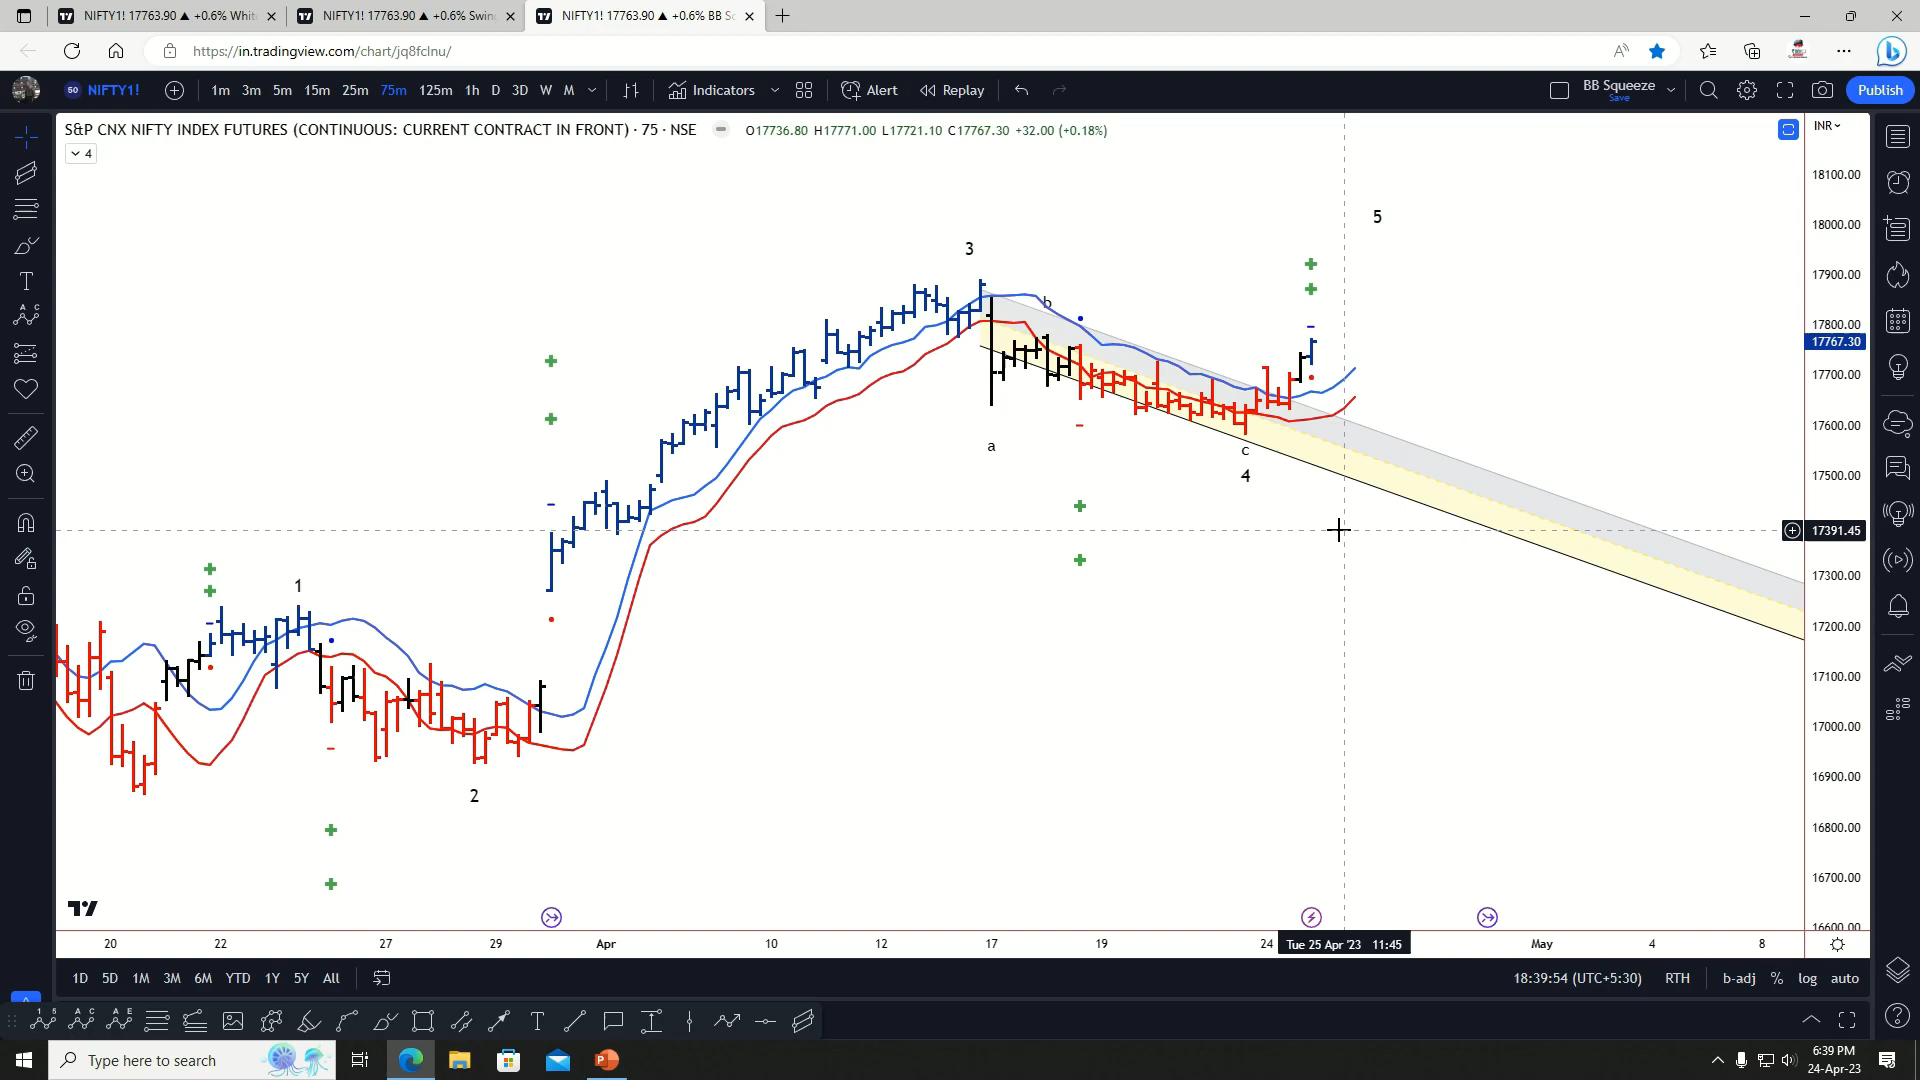 NIFTY1! 17763.90 ▲ +0.6% White
NIFTY1! 17763.90 ▲ +0.6% Swing
NIFTY1! 17763.90 ▲ +0.6% BB Sq
https://in.tradingview.com/chart/jq8fclnu/
50 NIFTY1! 1m 3m 5m 15m 25m 75m 125m 1h D 3D W M Indicators Alert Replay BB Squeeze Save Publish
S&P CNX NIFTY INDEX FUTURES (CONTINUOUS: CURRENT CONTRACT IN FRONT) · 75 · NSE O17736.80 H17771.00 L17721.10 C17767.30 +32.00 (+0.18%) INR
4
18100.00
5
18000.00
3
17900.00
b
17800.00
17767.30
17700.00
17600.00
a
c
4
17500.00
17391.45
17300.00
1
17200.00
17100.00
17000.00
16900.00
2
16800.00
16700.00
16600.00
20 22 27 29 Apr 10 12 17 19 24 Tue 25 Apr '23 11:45 May 4 8
1D 5D 1M 3M 6M YTD 1Y 5Y All 18:39:54 (UTC+5:30) RTH b-adj % log auto
Type here to search
6:39 PM
24-Apr-23